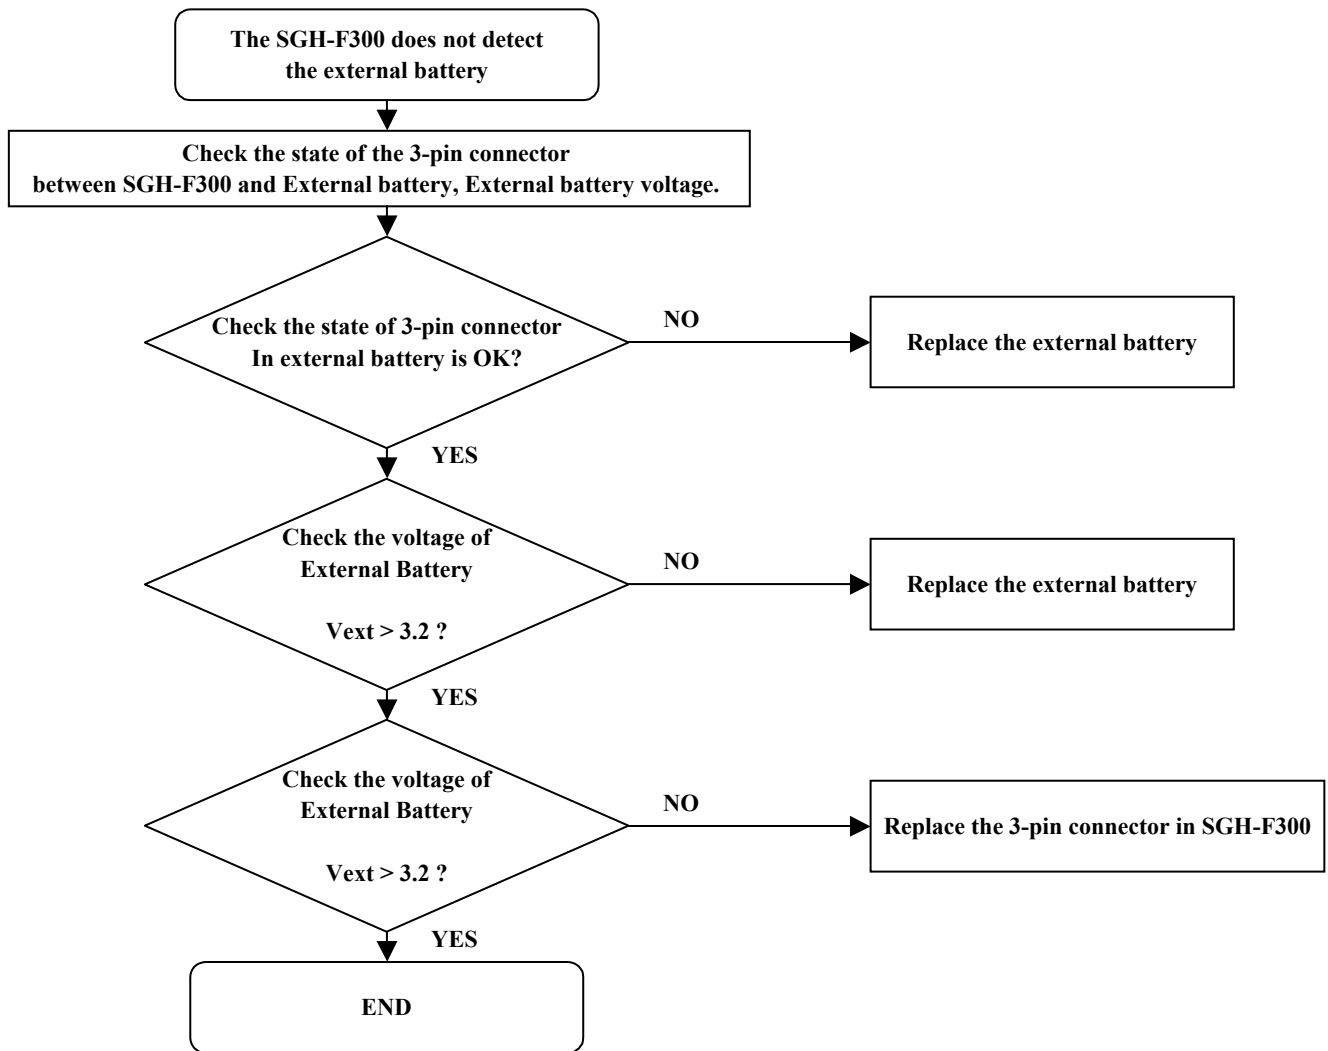 The SGH-F300 does not detect
the external battery
Check the state of the 3-pin connector
between SGH-F300 and External battery, External battery voltage.
Check the state of 3-pin connector
In external battery is OK?
NO
Replace the external battery
YES
Check the voltage of
External Battery
Vext > 3.2 ?
NO
Replace the external battery
YES
Check the voltage of
External Battery
Vext > 3.2 ?
NO
Replace the 3-pin connector in SGH-F300
YES
END